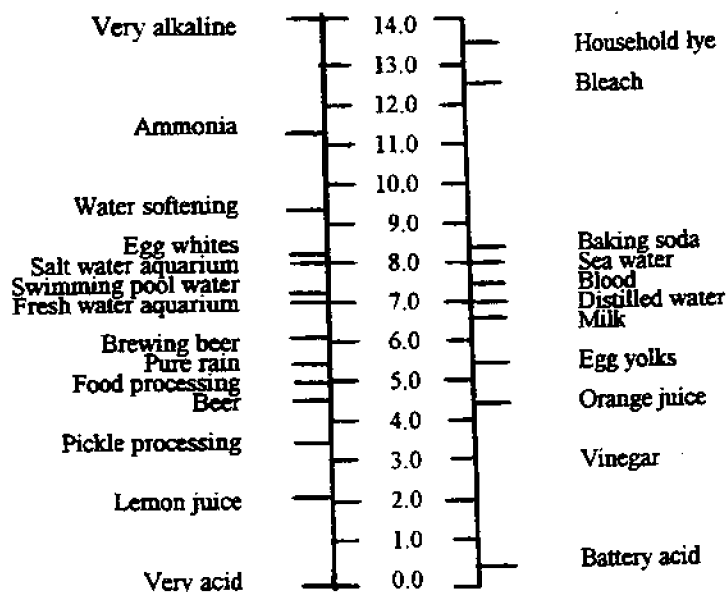 Very alkaline
Ammonia
Water softening
Egg whites
Salt water aquarium
Swimming pool water
Fresh water aquarium
Brewing beer
Pure rain
Food processing
Beer
Pickle processing
Lemon juice
Very acid
14.0
13.0
12.0
11.0
10.0
9.0
8.0
7.0
6.0
5.0
4.0
3.0
2.0
1.0
0.0
Household lye
Bleach
Baking soda
Sea water
Blood
Distilled water
Milk
Egg yolks
Orange juice
Vinegar
Battery acid